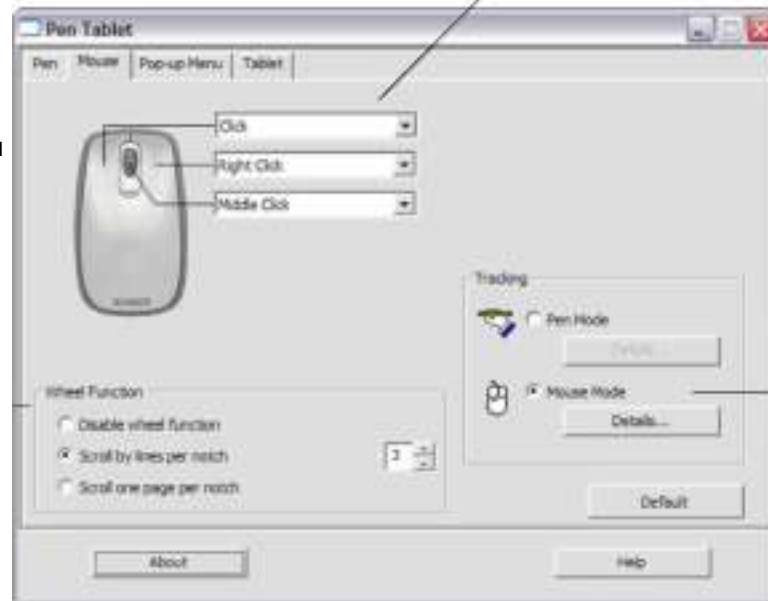 Pen Tablet
Pen Mouse Pop-up Menu Tablet
Click
Right Click
Middle Click
Tracking
Pen Mode
Details...
Mouse Mode
Details...
Wheel Function
Disable wheel function
Scroll by lines per notch 3
Scroll one page per notch
Default
About Help